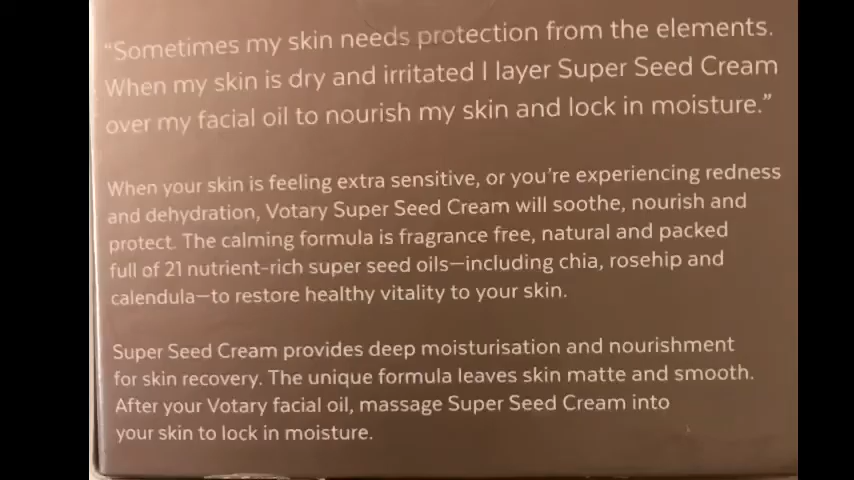 “Sometimes my skin needs protection from the elements.
When my skin is dry and irritated I layer Super Seed Cream
over my facial oil to nourish my skin and lock in moisture.”
When your skin is feeling extra sensitive, or you’re experiencing redness
and dehydration, Votary Super Seed Cream will soothe, nourish and
protect. The calming formula is fragrance free, natural and packed
full of 21 nutrient-rich super seed oils—including chia, rosehip and
calendula—to restore healthy vitality to your skin.
Super Seed Cream provides deep moisturisation and nourishment
for skin recovery. The unique formula leaves skin matte and smooth.
After your Votary facial oil, massage Super Seed Cream into
your skin to lock in moisture.